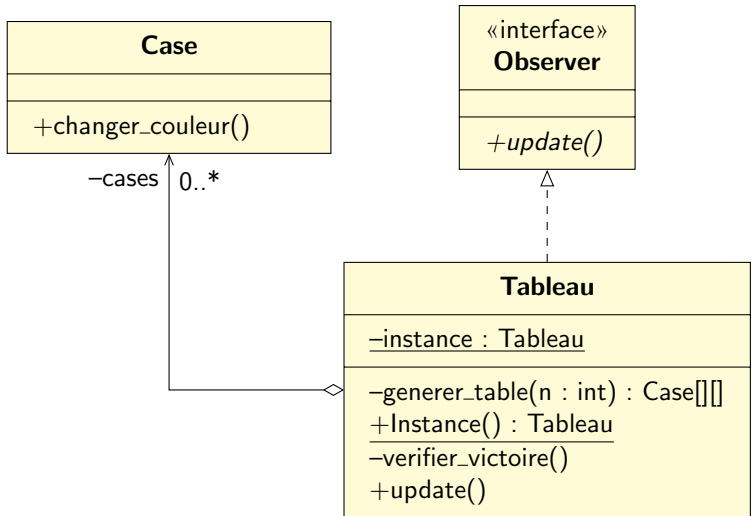 Case
+changer_couleur()
–cases 0..*
«interface»
Observer
+update()
Tableau
–instance : Tableau
–generer_table(n : int) : Case[][]
+Instance() : Tableau
–verifier_victoire()
+update()